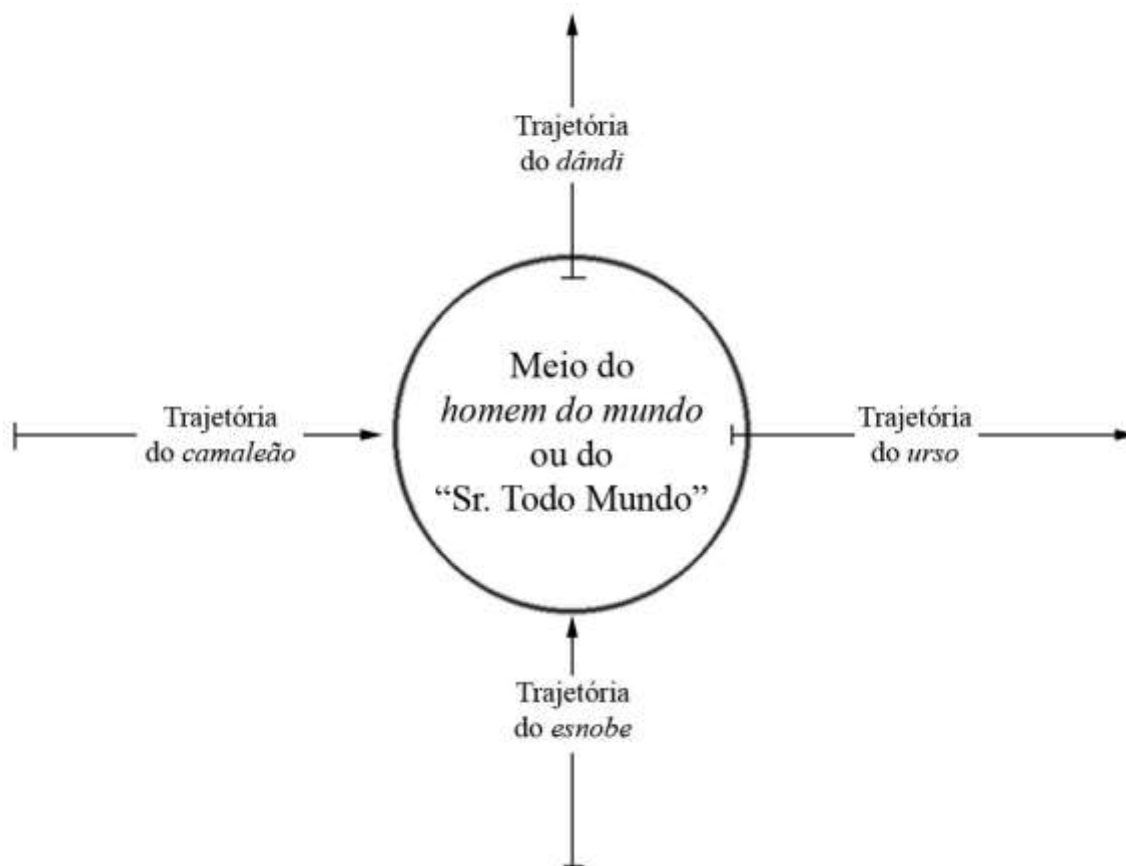 Trajetória
do dândi
Meio do
homem do mundo
ou do
“Sr. Todo Mundo”
Trajetória
do camaleão
Trajetória
do urso
Trajetória
do esnobe